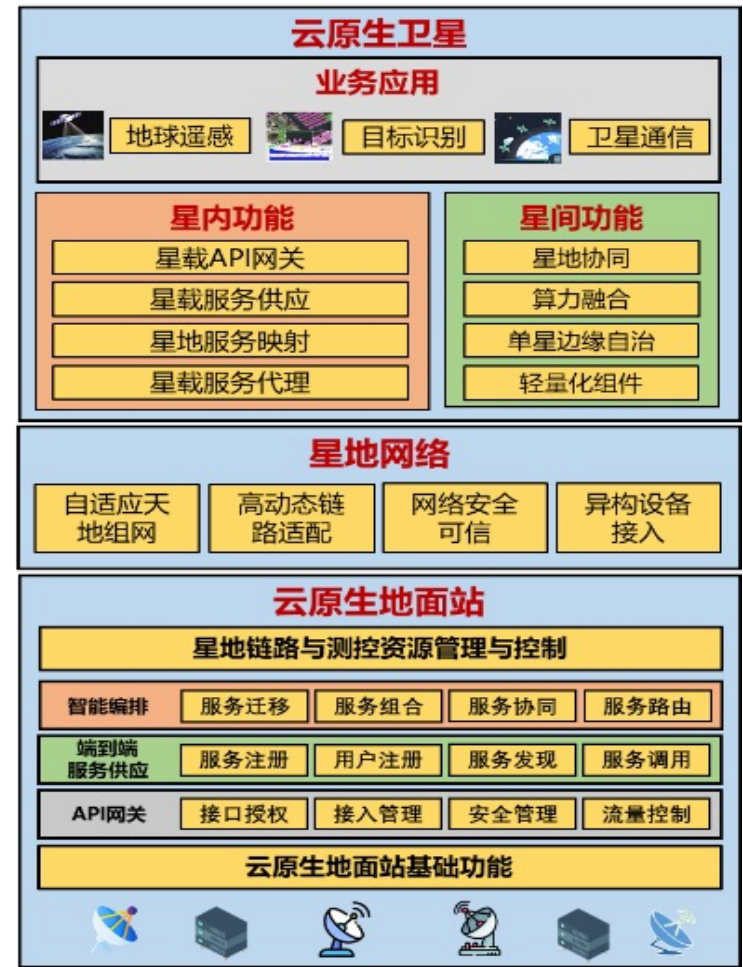 云原生卫星
业务应用
地球遥感
目标识别
卫星通信
星内功能
星载API网关
星载服务供应
星地服务映射
星载服务代理
星间功能
星地协同
算力融合
单星边缘自治
轻量化组件
星地网络
自适应天
地组网
高动态链
路适配
网络安全
可信
异构设备
接入
云原生地面站
星地链路与测控资源管理与控制
智能编排
服务迁移
服务组合
服务协同
服务路由
端到端
服务供应
服务注册
用户注册
服务发现
服务调用
API网关
接口授权
接入管理
安全管理
流量控制
云原生地面站基础功能